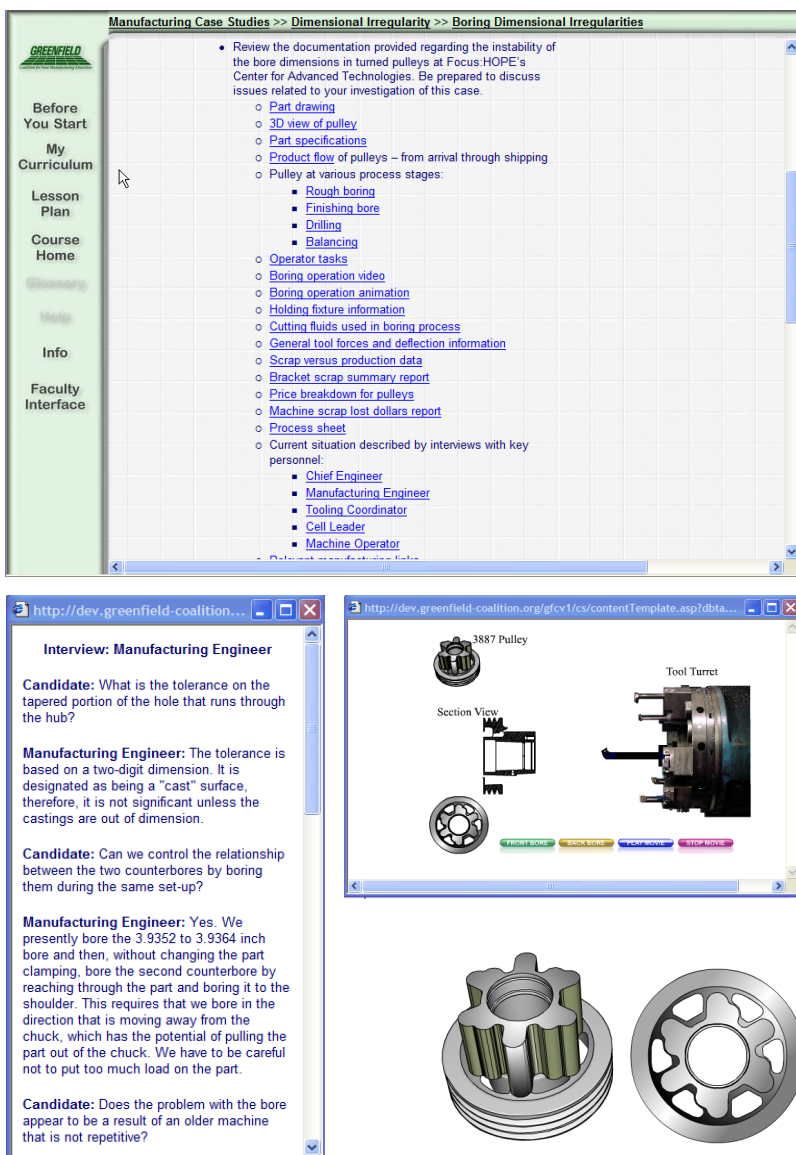 Manufacturing Case Studies >> Dimensional Irregularity >> Boring Dimensional Irregularities
GREENFIELD
Before
You Start
My
Curriculum
Lesson
Plan
Course
Home
Glossary
Help
Info
Faculty
Interface
• Review the documentation provided regarding the instability of
the bore dimensions in turned pulleys at Focus:HOPE's
Center for Advanced Technologies. Be prepared to discuss
issues related to your investigation of this case.
o Part drawing
o 3D view of pulley
o Part specifications
o Product flow of pulleys – from arrival through shipping
o Pulley at various process stages:
▪ Rough boring
▪ Finishing bore
▪ Drilling
▪ Balancing
o Operator tasks
o Boring operation video
o Boring operation animation
o Holding fixture information
o Cutting fluids used in boring process
o General tool forces and deflection information
o Scrap versus production data
o Bracket scrap summary report
o Price breakdown for pulleys
o Machine scrap lost dollars report
o Process sheet
o Current situation described by interviews with key
personnel:
▪ Chief Engineer
▪ Manufacturing Engineer
▪ Tooling Coordinator
▪ Cell Leader
▪ Machine Operator
http://dev.greenfield-coalition...
Interview: Manufacturing Engineer
Candidate: What is the tolerance on the
tapered portion of the hole that runs through
the hub?
Manufacturing Engineer: The tolerance is
based on a two-digit dimension. It is
designated as being a "cast" surface,
therefore, it is not significant unless the
castings are out of dimension.
Candidate: Can we control the relationship
between the two counterbores by boring
them during the same set-up?
Manufacturing Engineer: Yes. We
presently bore the 3.9352 to 3.9364 inch
bore and then, without changing the part
clamping, bore the second counterbore by
reaching through the part and boring it to the
shoulder. This requires that we bore in the
direction that is moving away from the
chuck, which has the potential of pulling the
part out of the chuck. We have to be careful
not to put too much load on the part.
Candidate: Does the problem with the bore
appear to be a result of an older machine
that is not repetitive?
http://dev.greenfield-coalition.org/gfcv1/cs/contentTemplate.asp?dbta...
3887 Pulley
Tool Turret
Section View
FRONT BORE
BACK BORE
PLAY MOVIE
STOP MOVIE